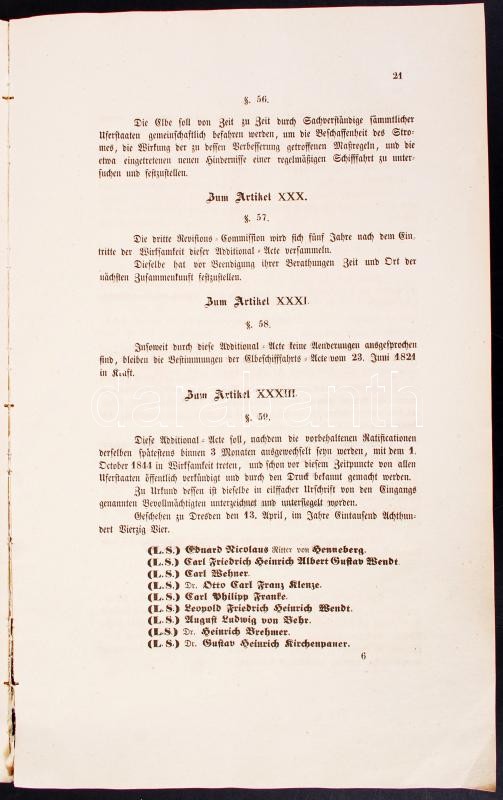 21
§. 56.
Die Elbe soll von Zeit zu Zeit durch Sachverständige sämmtlicher
Uferstaaten gemeinschaftlich befahren werden, um die Beschaffenheit des Stro-
mes, die Wirkung der zu dessen Verbesserung getroffenen Maßregeln, und die
etwa eingetretenen neuen Hindernisse einer regelmäßigen Schifffahrt zu unter-
suchen und festzustellen.
Zum Artikel XXX.
§. 57.
Die dritte Revisions-Commission wird sich fünf Jahre nach dem Ein-
tritte der Wirksamkeit dieser Additional-Acte versammeln.
Dieselbe hat vor Beendigung ihrer Berathungen Zeit und Ort der
nächsten Zusammenkunft festzustellen.
Zum Artikel XXXI.
§. 58.
Insoweit durch diese Additional-Acte keine Aenderungen ausgesprochen
sind, bleiben die Bestimmungen der Elbeschifffahrts-Acte vom 23. Juni 1821
in Kraft.
Zum Artikel XXXIII.
§. 59.
Diese Additional-Acte soll, nachdem die vorbehaltenen Ratificationen
derselben spätestens binnen 3 Monaten ausgewechselt seyn werden, mit dem 1.
October 1844 in Wirksamkeit treten, und schon vor diesem Zeitpuncte von allen
Uferstaaten öffentlich verkündigt und durch den Druck bekannt gemacht werden.
Zu Urkund dessen ist dieselbe in eilffacher Urschrift von den Eingangs
genannten Bevollmächtigten unterzeichnet und untersiegelt worden.
Geschehen zu Dresden den 13. April, im Jahre Eintausend Achthun-
dert Vierzig Vier.
(L. S.) Eduard Nicolaus Ritter von Henneberg.
(L. S.) Carl Friedrich Heinrich Albert Gustav Wendt.
(L. S.) Carl Wehner.
(L. S.) Dr. Otto Carl Franz Klenze.
(L. S.) Carl Philipp Francke.
(L. S.) Leopold Friedrich Heinrich Wendt.
(L. S.) August Ludwig von Behr.
(L. S.) Dr. Heinrich Brehmer.
(L. S.) Dr. Gustav Heinrich Kirchenpauer.
6
darabanth